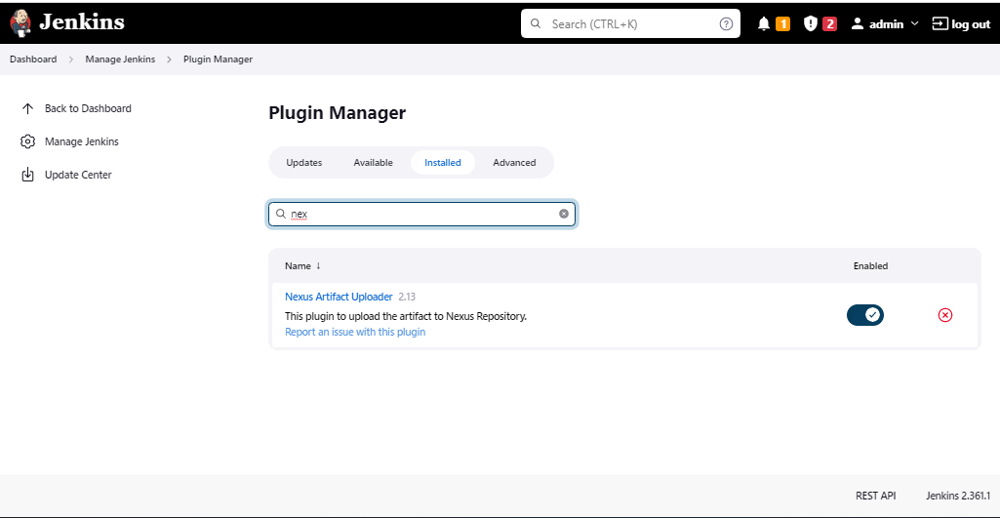 Jenkins
Search (CTRL+K)
?
1
2
admin
log out
Dashboard > Manage Jenkins > Plugin Manager
Back to Dashboard
Manage Jenkins
Update Center
Plugin Manager
Updates
Available
Installed
Advanced
nex
Name ↓
Enabled
Nexus Artifact Uploader 2.13
This plugin to upload the artifact to Nexus Repository.
Report an issue with this plugin
REST API
Jenkins 2.361.1